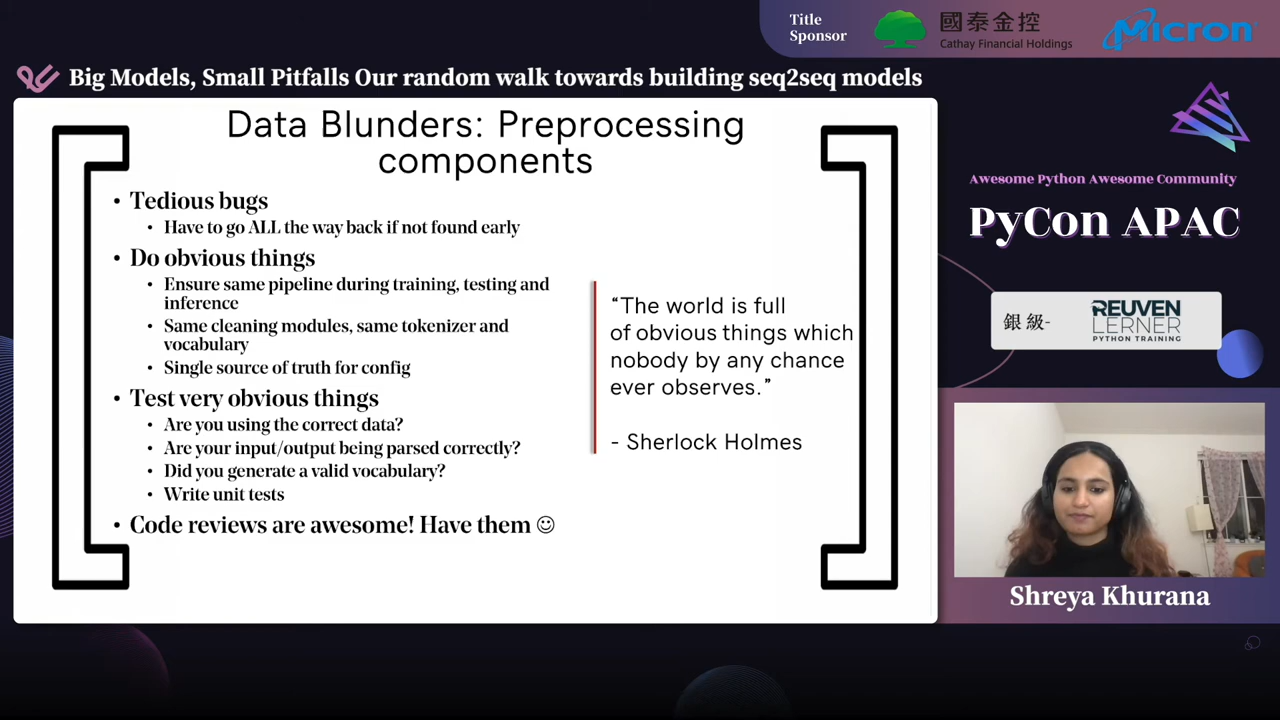 Title
Sponsor
國泰金控
Cathay Financial Holdings
Micron
Big Models, Small Pitfalls Our random walk towards building seq2seq models
Data Blunders: Preprocessing
components
• Tedious bugs
• Have to go ALL the way back if not found early
• Do obvious things
• Ensure same pipeline during training, testing and
inference
• Same cleaning modules, same tokenizer and
vocabulary
• Single source of truth for config
• Test very obvious things
• Are you using the correct data?
• Are your input/output being parsed correctly?
• Did you generate a valid vocabulary?
• Write unit tests
• Code reviews are awesome! Have them ☺
“The world is full
of obvious things which
nobody by any chance
ever observes.”
- Sherlock Holmes
Awesome Python Awesome Community
PyCon APAC
銀級-
REUVEN
LERNER
PYTHON TRAINING
Shreya Khurana